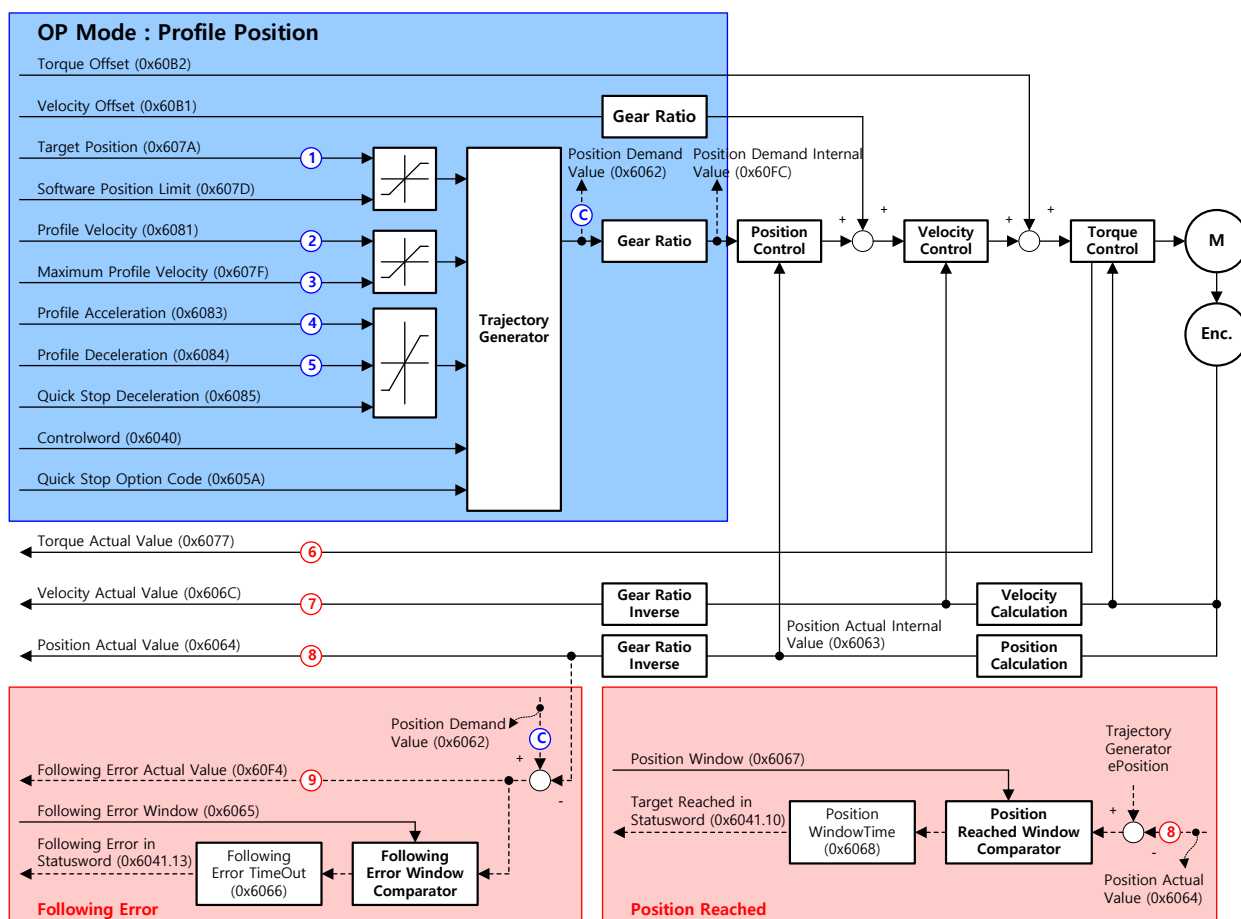 OP Mode : Profile Position
Torque Offset (0x60B2)
Velocity Offset (0x60B1)
Gear Ratio
Target Position (0x607A)
1
Software Position Limit (0x607D)
Profile Velocity (0x6081)
2
Maximum Profile Velocity (0x607F)
3
Profile Acceleration (0x6083)
4
Profile Deceleration (0x6084)
5
Quick Stop Deceleration (0x6085)
Controlword (0x6040)
Quick Stop Option Code (0x605A)
Trajectory
Generator
Position Demand
Value (0x6062)
C
Position Demand Internal
Value (0x60FC)
Gear Ratio
Position
Control
+
+
Velocity
Control
+
+
Torque
Control
M
Enc.
Torque Actual Value (0x6077)
6
Velocity Actual Value (0x606C)
7
Gear Ratio
Inverse
Velocity
Calculation
Position Actual Value (0x6064)
8
Gear Ratio
Inverse
Position Actual Internal
Value (0x6063)
Position
Calculation
Position Demand
Value (0x6062)
C
+
-
Following Error Actual Value (0x60F4)
9
Following Error Window (0x6065)
Following Error in
Statusword (0x6041.13)
Following
Error TimeOut
(0x6066)
Following
Error Window
Comparator
Following Error
Trajectory
Generator
ePosition
Position Window (0x6067)
Target Reached in
Statusword (0x6041.10)
Position
WindowTime
(0x6068)
Position
Reached Window
Comparator
+
-
8
Position Actual
Value (0x6064)
Position Reached